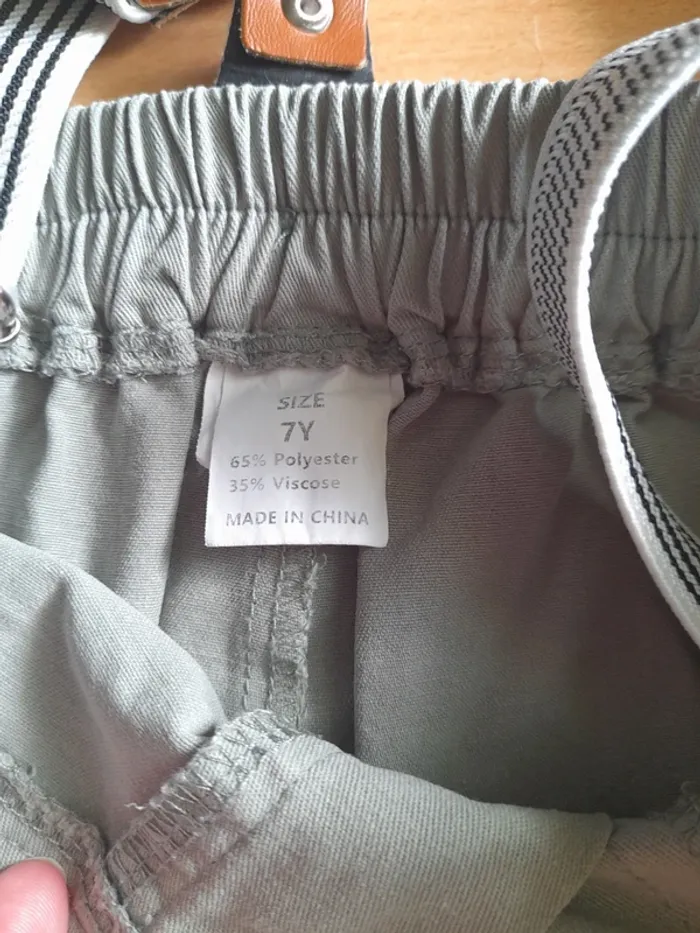 SIZE
7Y
65% Polyester
35% Viscose
MADE IN CHINA